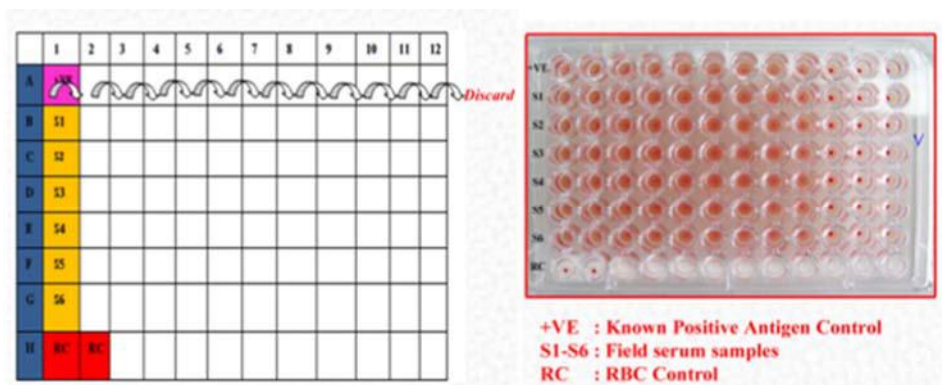 1 2 3 4 5 6 7 8 9 10 11 12
A +VE Discard
B S1
C S2
D S3
E S4
F S5
G S6
H RC RC
+VE
S1
S2
S3
S4
S5
S6
RC
V
+VE : Known Positive Antigen Control
S1-S6 : Field serum samples
RC : RBC Control